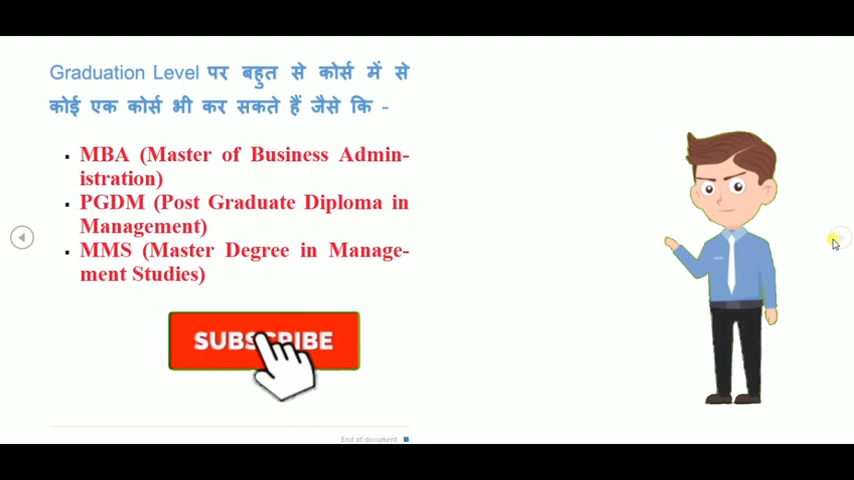 Graduation Level पर बहुत से कोर्स में से
कोई एक कोर्स भी कर सकते हैं जैसे कि -
▪ MBA (Master of Business Admin-
istration)
▪ PGDM (Post Graduate Diploma in
Management)
▪ MMS (Master Degree in Manage-
ment Studies)
SUBSCRIBE
End of document ■